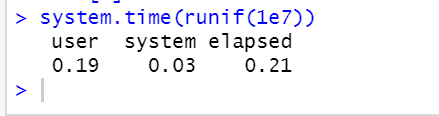 > system.time(runif(1e7))
user system elapsed
0.19 0.03 0.21
>